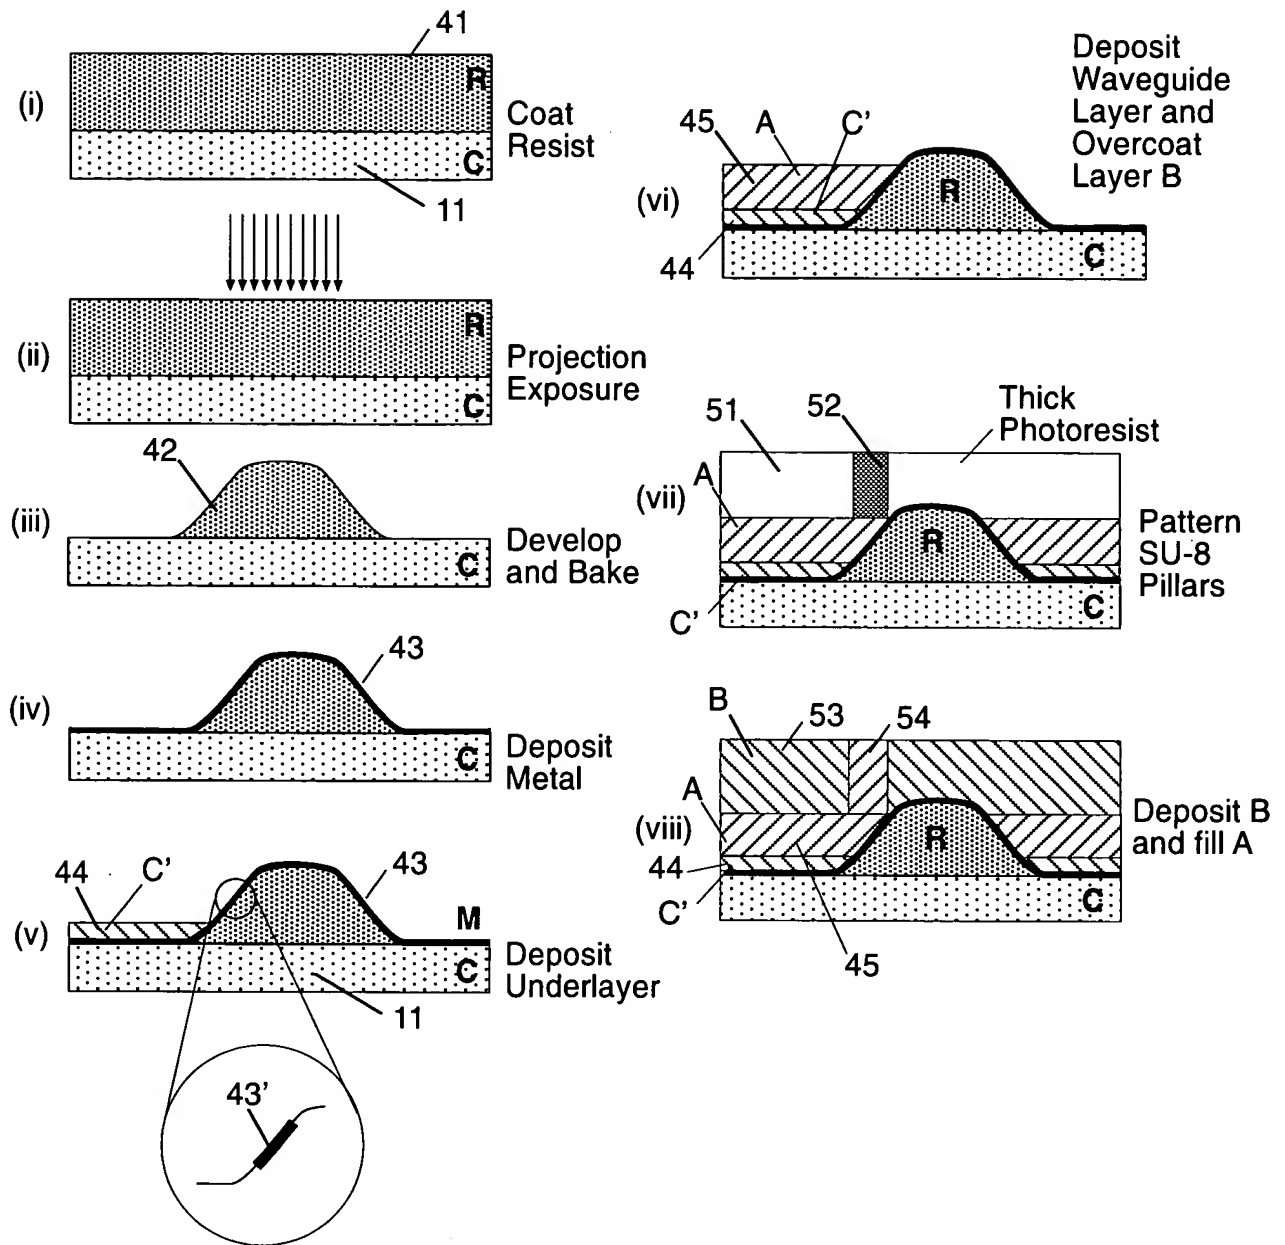 41
(i)
R
C
Coat
Resist
11
(ii)
R
C
Projection
Exposure
42
(iii)
C
Develop
and Bake
43
(iv)
C
Deposit
Metal
44
C'
43
M
(v)
C
Deposit
Underlayer
11
43'
Deposit
Waveguide
Layer and
Overcoat
Layer B
45
A
C'
(vi)
R
44
C
51
52
Thick
Photoresist
A
(vii)
R
C'
C
Pattern
SU-8
Pillars
B
53
54
A
(viii)
R
44
C'
C
45
Deposit B
and fill A